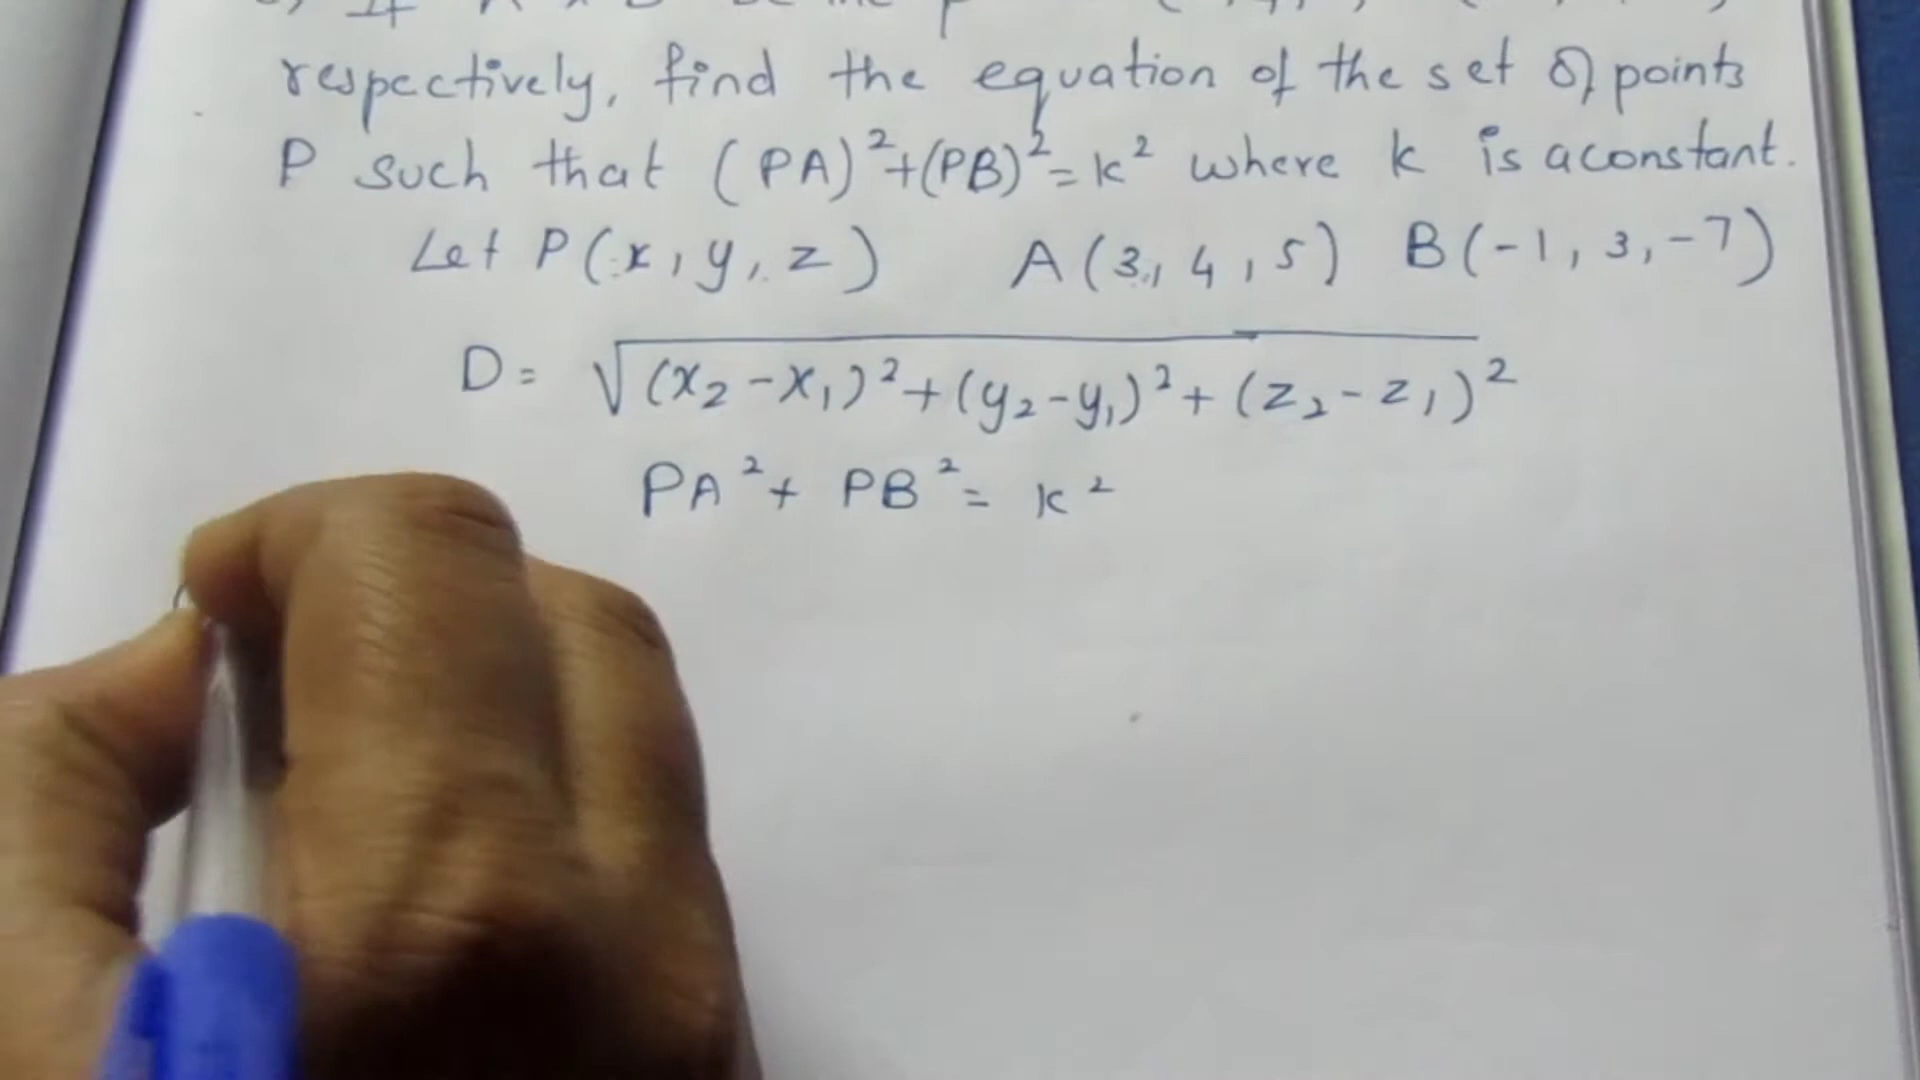 respectively, find the equation of the set of points
P such that (PA)²+(PB)²=k² where k is a constant.
Let P(x, y, z) A(3, 4, 5) B(-1, 3, -7)
D = √(x₂-x₁)²+(y₂-y₁)²+(z₂-z₁)²
PA²+ PB²= k²